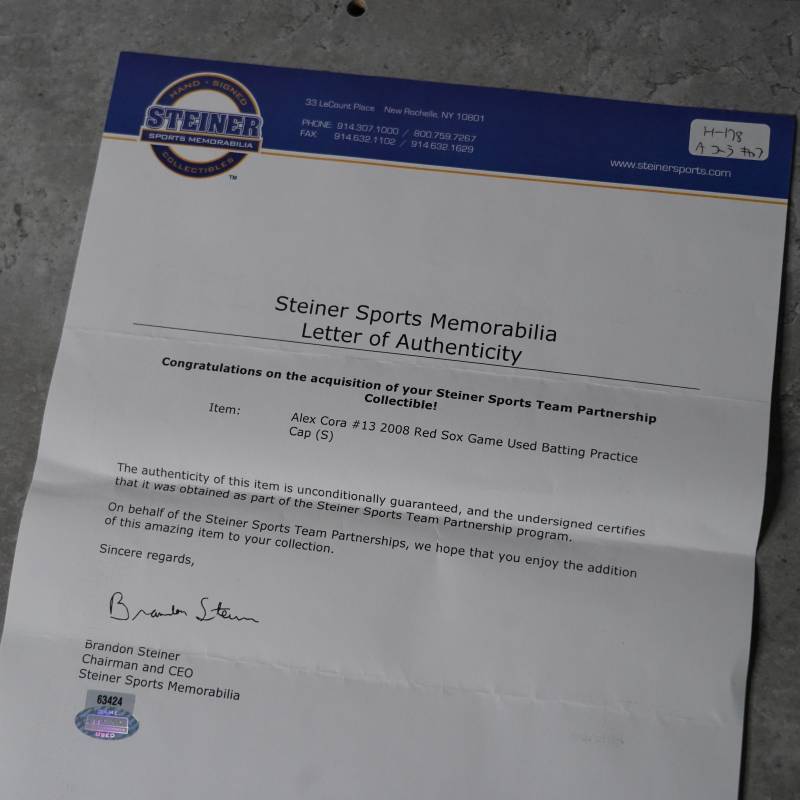 HAND • SIGNED
STEINER
SPORTS MEMORABILIA
COLLECTIBLES
TM
33 LeCount Place New Rochelle, NY 10801
PHONE: 914.307.1000 / 800.759.7267
FAX: 914.632.1102 / 914.632.1629
www.steinersports.com
H-178
Steiner Sports Memorabilia
Letter of Authenticity
Congratulations on the acquisition of your Steiner Sports Team Partnership
Collectible!
Item: Alex Cora #13 2008 Red Sox Game Used Batting Practice
Cap (S)
The authenticity of this item is unconditionally guaranteed, and the undersigned certifies
that it was obtained as part of the Steiner Sports Team Partnership program.
On behalf of the Steiner Sports Team Partnerships, we hope that you enjoy the addition
of this amazing item to your collection.
Sincere regards,
Brandon Steiner
Brandon Steiner
Chairman and CEO
Steiner Sports Memorabilia
63424
GAME
USED